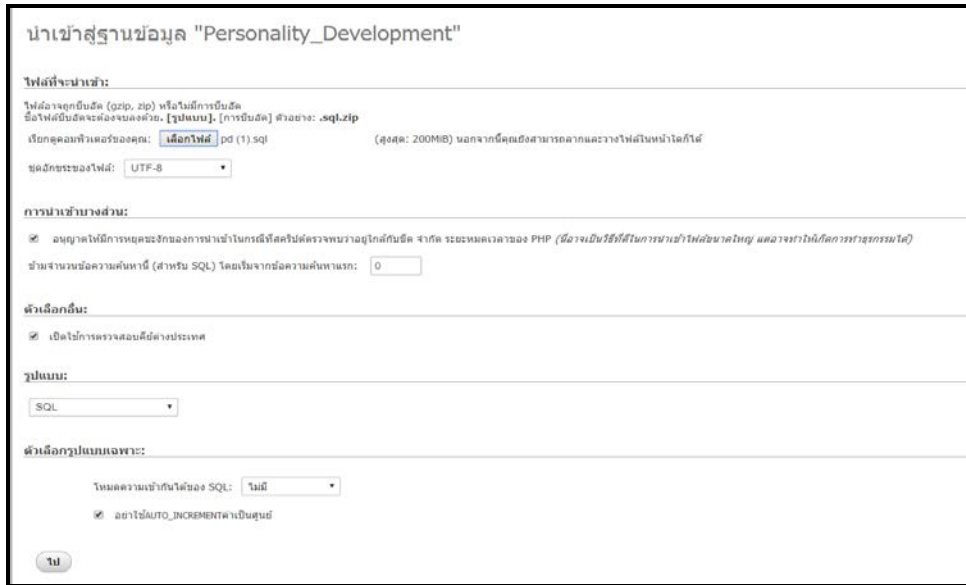 นำเข้าสู่ฐานข้อมูล "Personality_Development"
ไฟล์ที่จะนำเข้า:
ไฟล์อาจถูกบีบอัด (gzip, zip) หรือไม่มีการบีบอัด
ชื่อไฟล์บีบอัดจะต้องจบลงด้วย. [รูปแบบ]. [การบีบอัด] ตัวอย่าง: .sql.zip
เรียกดูคอมพิวเตอร์ของคุณ: เลือกไฟล์ pd (1).sql (สูงสุด: 200MiB) นอกจากนี้คุณยังสามารถลากและวางไฟล์ในหน้าใดก็ได้
ชุดอักขระของไฟล์: UTF-8
การนำเข้าบางส่วน:
อนุญาตให้มีการหยุดชะงักของการนำเข้าในกรณีที่สคริปต์ตรวจพบว่าอยู่ใกล้กับขีด จำกัด ระยะหมดเวลาของ PHP (นี่อาจเป็นวิธีที่ดีในการนำเข้าไฟล์ขนาดใหญ่ แต่อาจทำให้เกิดการทำธุรกรรมได้)
ข้ามจำนวนข้อความค้นหานี้ (สำหรับ SQL) โดยเริ่มจากข้อความค้นหาแรก: 0
ตัวเลือกอื่น:
เปิดใช้การตรวจสอบคีย์ต่างประเทศ
รูปแบบ:
SQL
ตัวเลือกรูปแบบเฉพาะ:
โหมดความเข้ากันได้ของ SQL: ไม่มี
อย่าใช้AUTO_INCREMENTค่าเป็นศูนย์
ไป